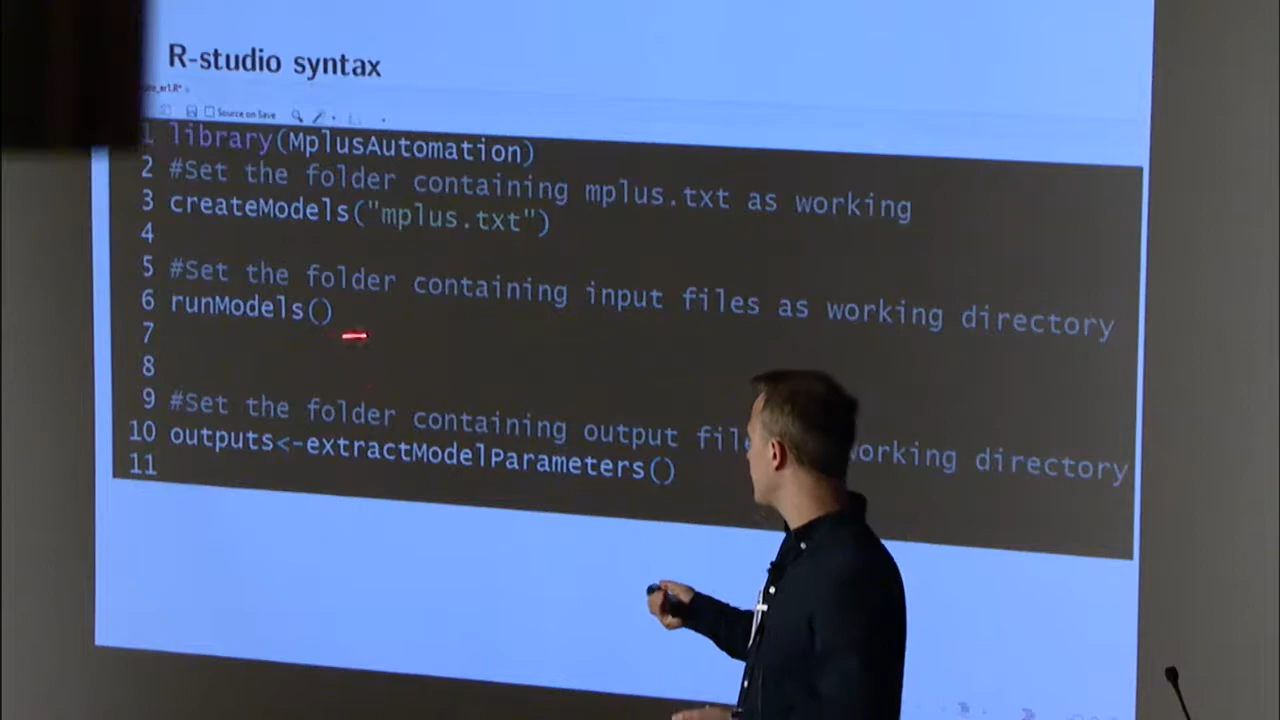 R-studio syntax
Source on Save
1 library(MplusAutomation)
2 #Set the folder containing mplus.txt as working
3 createModels("mplus.txt")
4
5 #Set the folder containing input files as working directory
6 runModels()
7
8
9 #Set the folder containing output working directory
10 outputs<-extractModelParameters()
11